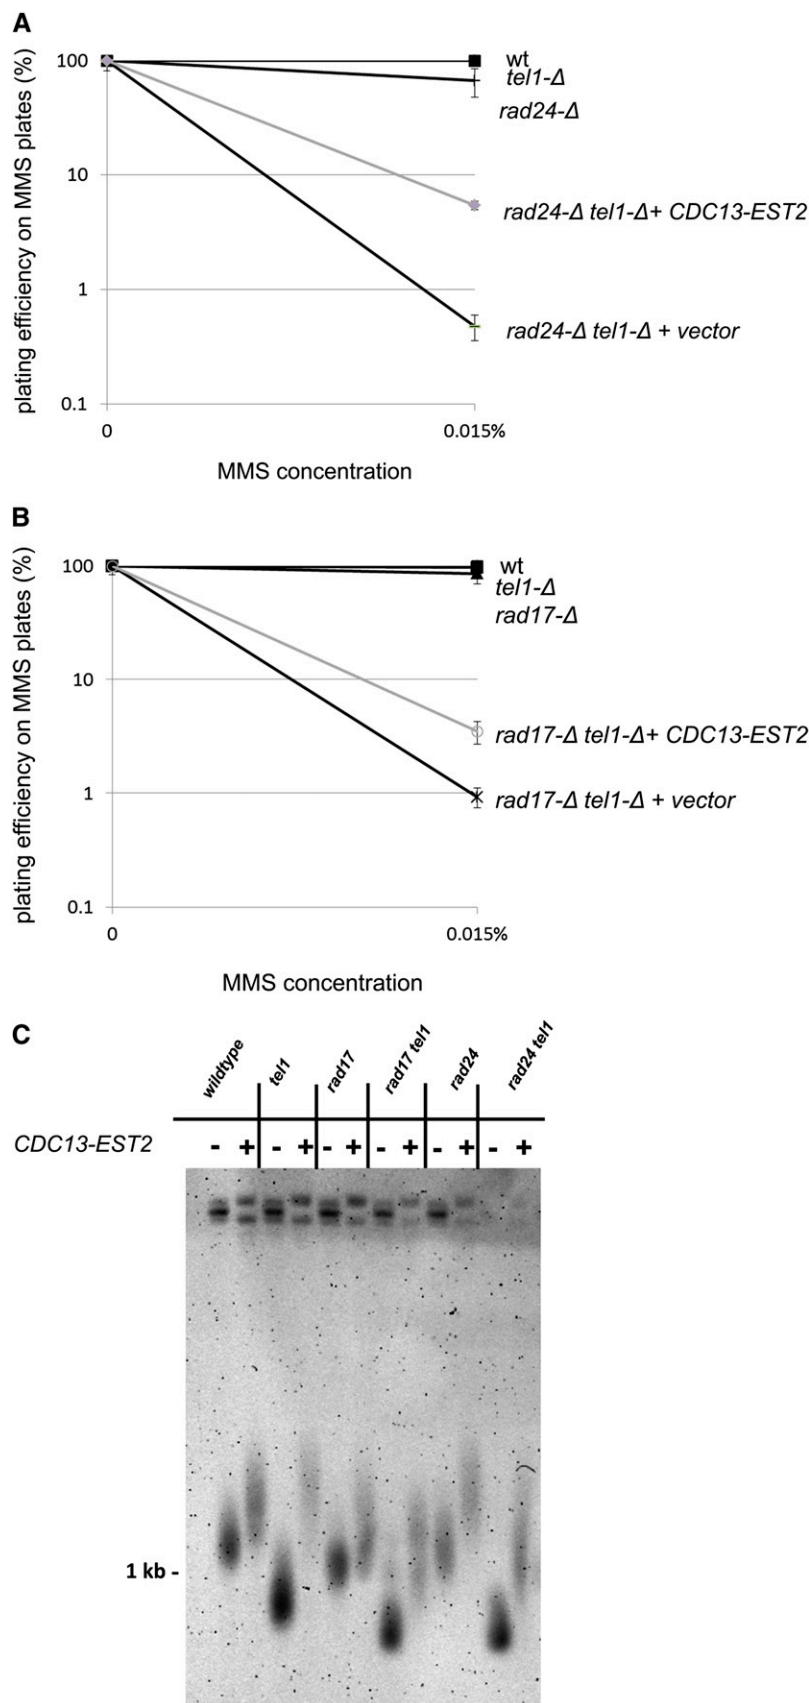 A
plating efficiency on MMS plates (%)
100
10
1
0.1
0
0.015%
MMS concentration
wt
tel1-Δ
rad24-Δ
rad24-Δ tel1-Δ+ CDC13-EST2
rad24-Δ tel1-Δ + vector
B
plating efficiency on MMS plates (%)
100
10
1
0.1
0
0.015%
MMS concentration
wt
tel1-Δ
rad17-Δ
rad17-Δ tel1-Δ+ CDC13-EST2
rad17-Δ tel1-Δ + vector
C
wildtype
tel1
rad17
rad17 tel1
rad24
rad24 tel1
CDC13-EST2 - + - + - + - + - + - +
1 kb -